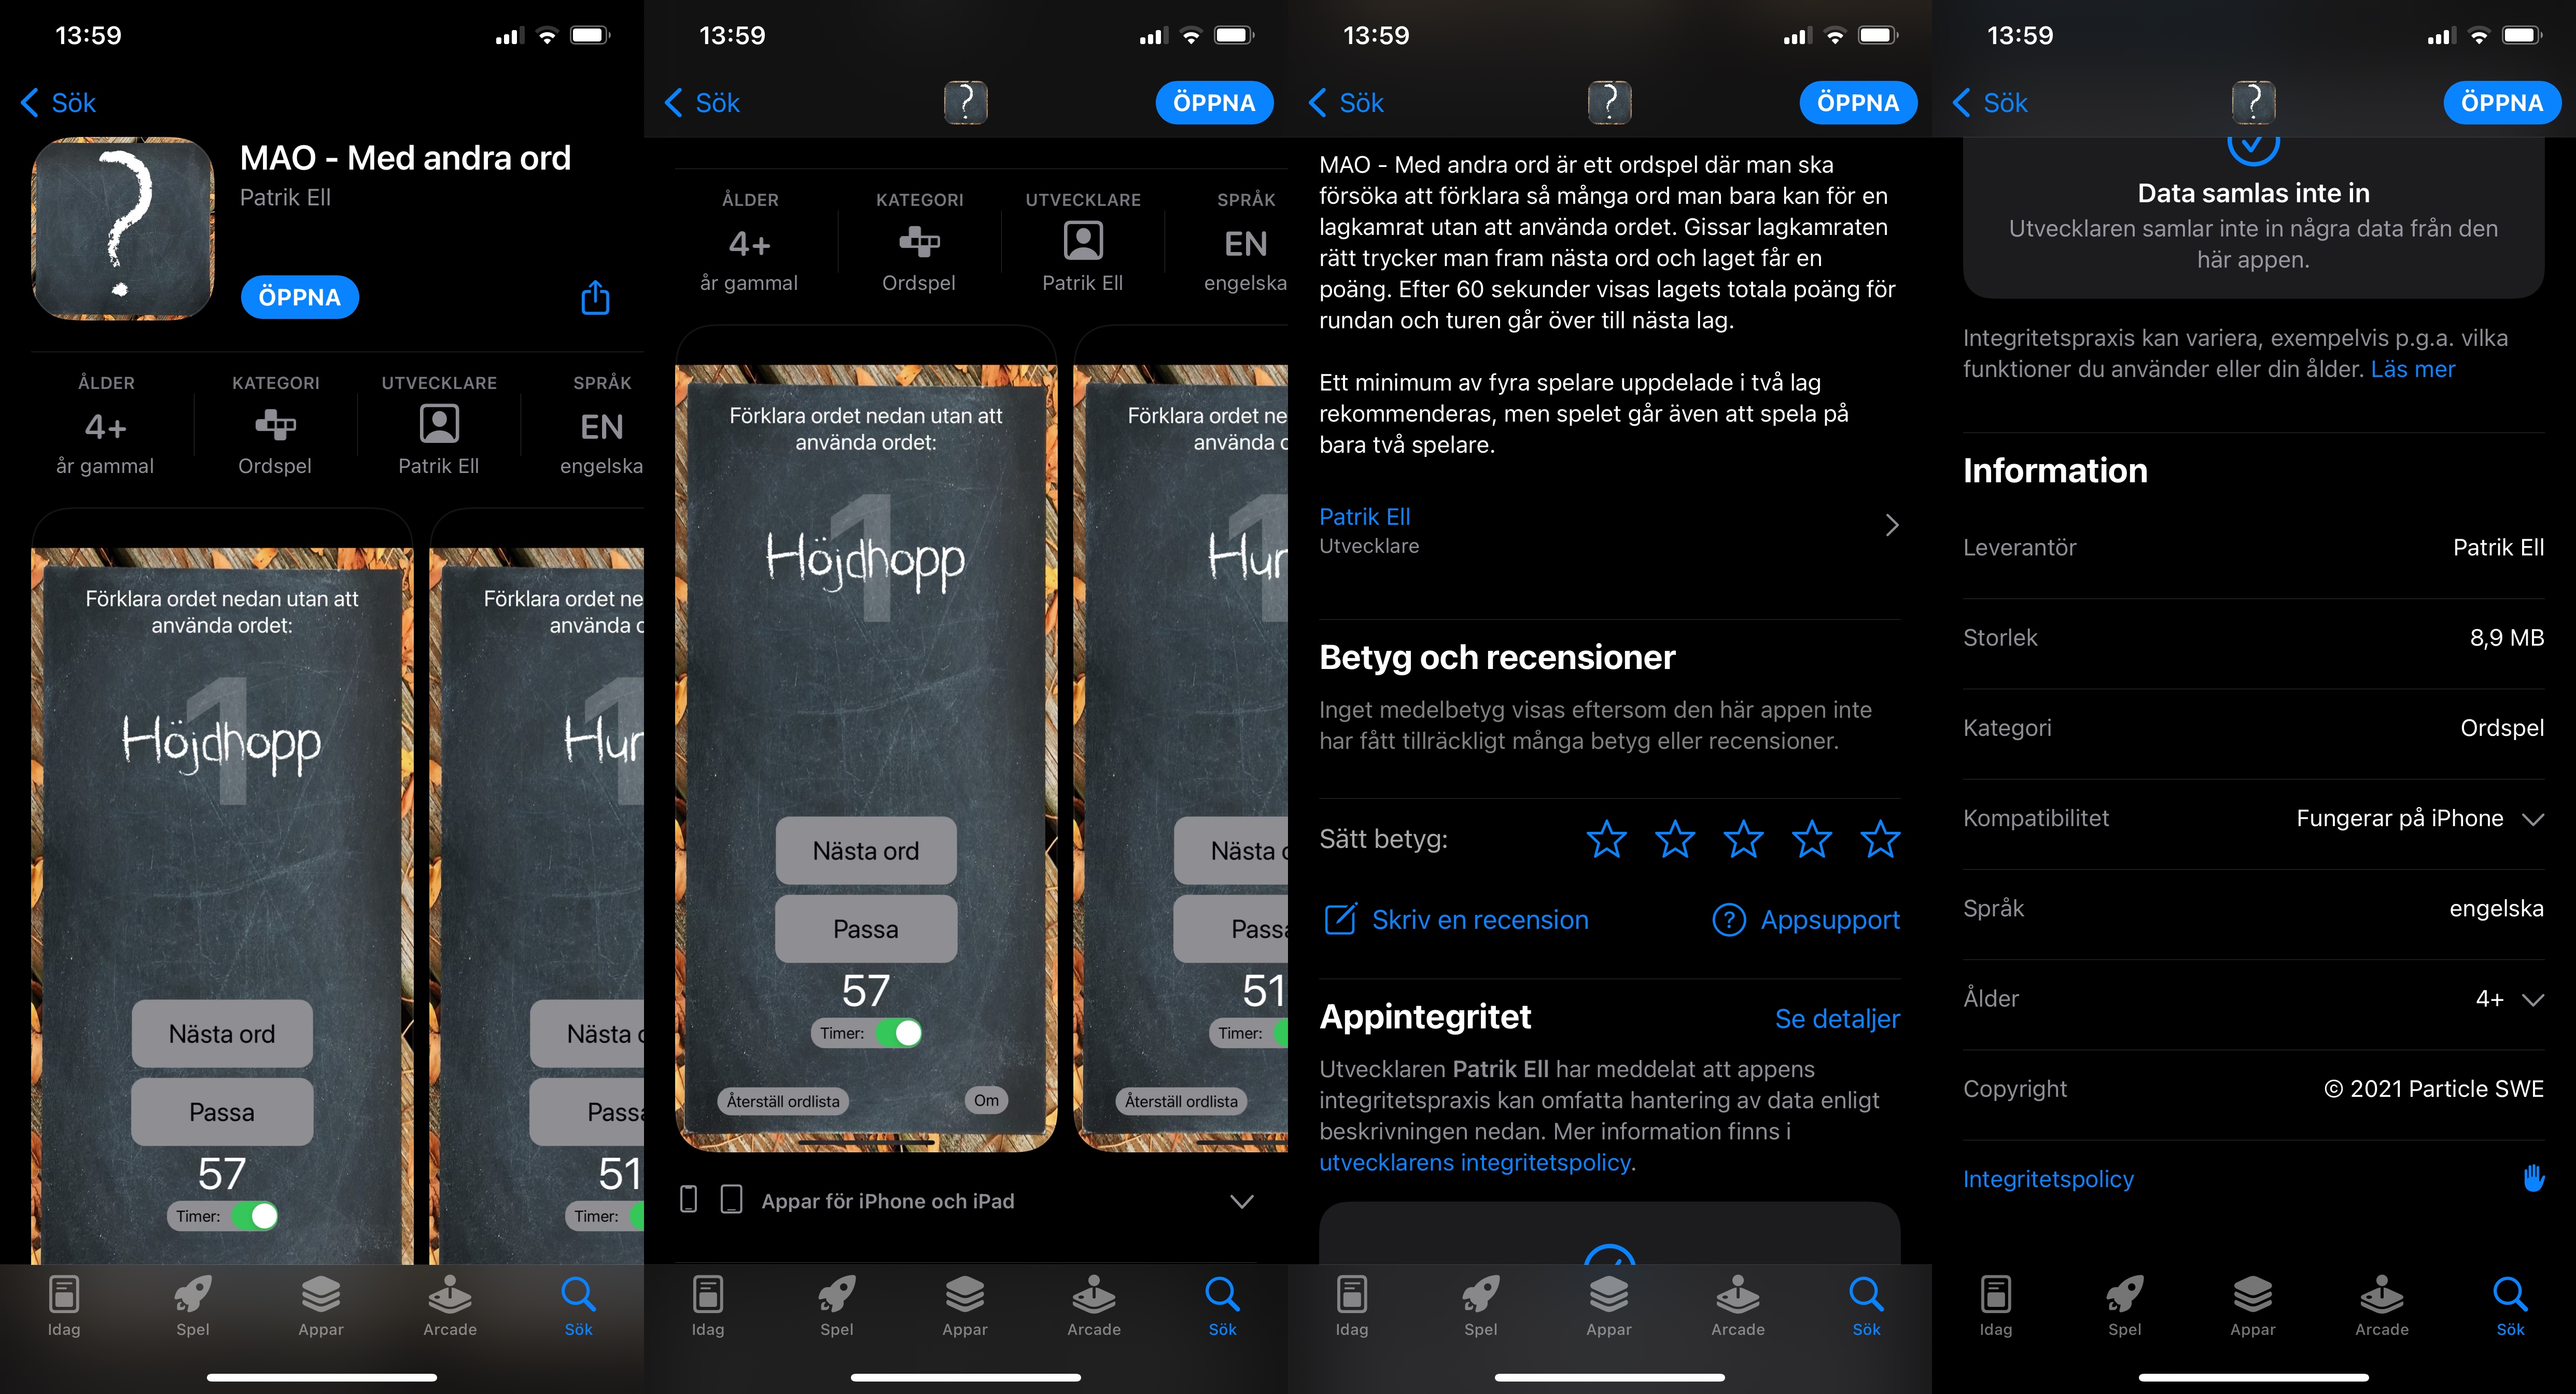 13:59
Sök
MAO - Med andra ord
Patrik Ell
ÖPPNA
ÅLDER
KATEGORI
UTVECKLARE
SPRÅK
4+
EN
år gammal
Ordspel
Patrik Ell
engelska
Förklara ordet nedan utan att
använda ordet:
1
Höjdhopp
Nästa ord
Passa
57
Timer:
Förklara ordet ne
använda o
1
Hur
Nästa o
Passa
51
Timer:
Idag
Spel
Appar
Arcade
Sök
13:59
Sök
ÖPPNA
ÅLDER
KATEGORI
UTVECKLARE
SPRÅK
4+
EN
år gammal
Ordspel
Patrik Ell
engelska
Förklara ordet nedan utan att
använda ordet:
1
Höjdhopp
Nästa ord
Passa
57
Timer:
Återställ ordlista
Om
Förklara ordet ne
använda o
1
Hur
Nästa o
Passa
51
Timer:
Återställ ordlista
Appar för iPhone och iPad
Idag
Spel
Appar
Arcade
Sök
13:59
Sök
ÖPPNA
MAO - Med andra ord är ett ordspel där man ska
försöka att förklara så många ord man bara kan för en
lagkamrat utan att använda ordet. Gissar lagkamraten
rätt trycker man fram nästa ord och laget får en
poäng. Efter 60 sekunder visas lagets totala poäng för
rundan och turen går över till nästa lag.
Ett minimum av fyra spelare uppdelade i två lag
rekommenderas, men spelet går även att spela på
bara två spelare.
Patrik Ell
Utvecklare
Betyg och recensioner
Inget medelbetyg visas eftersom den här appen inte
har fått tillräckligt många betyg eller recensioner.
Sätt betyg:
Skriv en recension
Appsupport
Appintegritet
Se detaljer
Utvecklaren Patrik Ell har meddelat att appens
integritetspraxis kan omfatta hantering av data enligt
beskrivningen nedan. Mer information finns i
utvecklarens integritetspolicy.
Idag
Spel
Appar
Arcade
Sök
13:59
Sök
ÖPPNA
Data samlas inte in
Utvecklaren samlar inte in några data från den
här appen.
Integritetspraxis kan variera, exempelvis p.g.a. vilka
funktioner du använder eller din ålder. Läs mer
Information
Leverantör
Patrik Ell
Storlek
8,9 MB
Kategori
Ordspel
Kompatibilitet
Fungerar på iPhone
Språk
engelska
Ålder
4+
Copyright
© 2021 Particle SWE
Integritetspolicy
Idag
Spel
Appar
Arcade
Sök